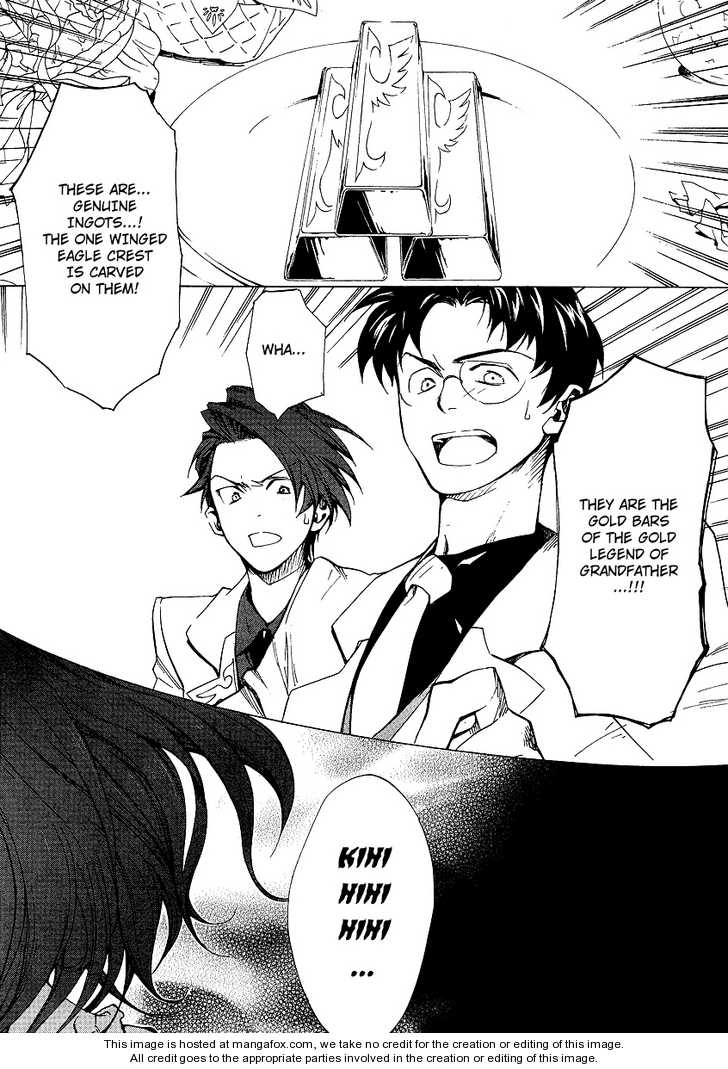 THESE ARE...
GENUINE
INGOTS...!
THE ONE WINGED
EAGLE CREST
IS CARVED
ON THEM!
WHA...
THEY ARE THE
GOLD BARS
OF THE GOLD
LEGEND OF
GRANDFATHER
...!!!
KIHI
HIHI
HIHI
...
This image is hosted at mangafox.com, we take no credit for the creation or editing of this image.
All credit goes to the appropriate parties involved in the creation or editing of this image.